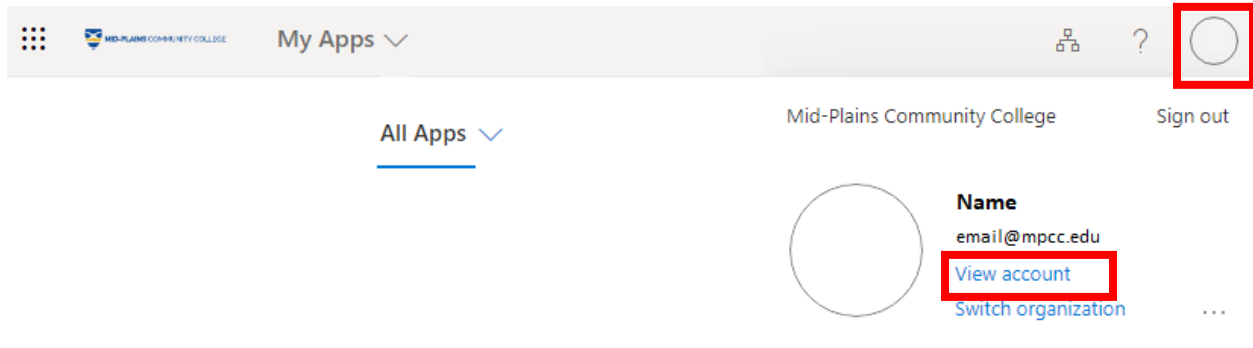 MID-PLAINS COMMUNITY COLLEGE
My Apps
?
All Apps
Mid-Plains Community College
Sign out
Name
email@mpcc.edu
View account
Switch organization
...